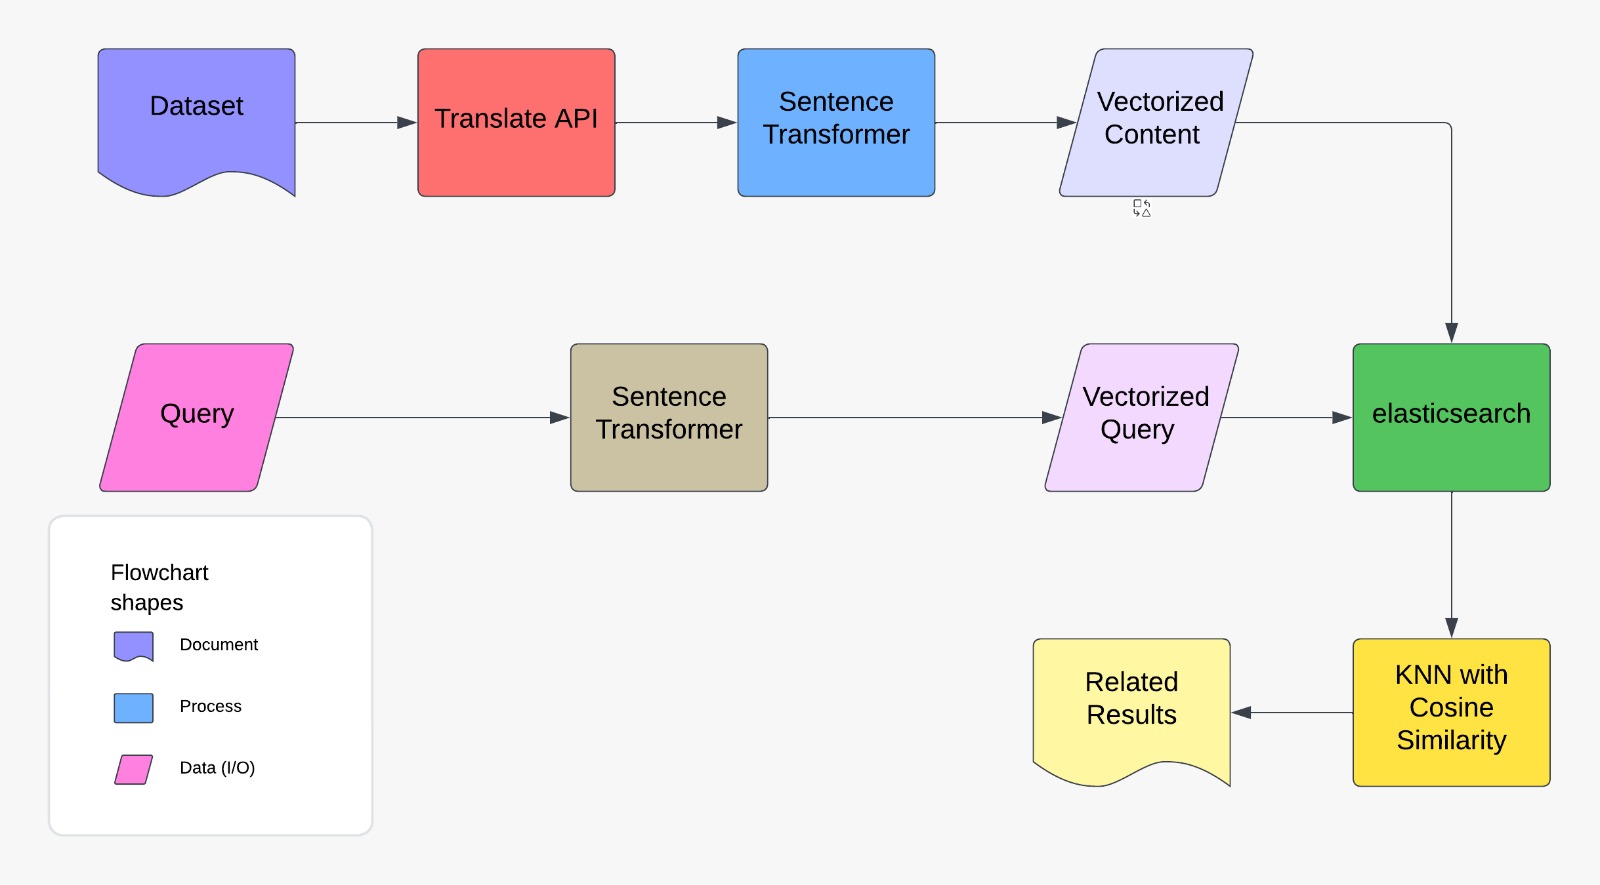 Dataset
Translate API
Sentence
Transformer
Vectorized
Content
Query
Sentence
Transformer
Vectorized
Query
elasticsearch
Flowchart
shapes
Document
Process
Data (I/O)
Related
Results
KNN with
Cosine
Similarity